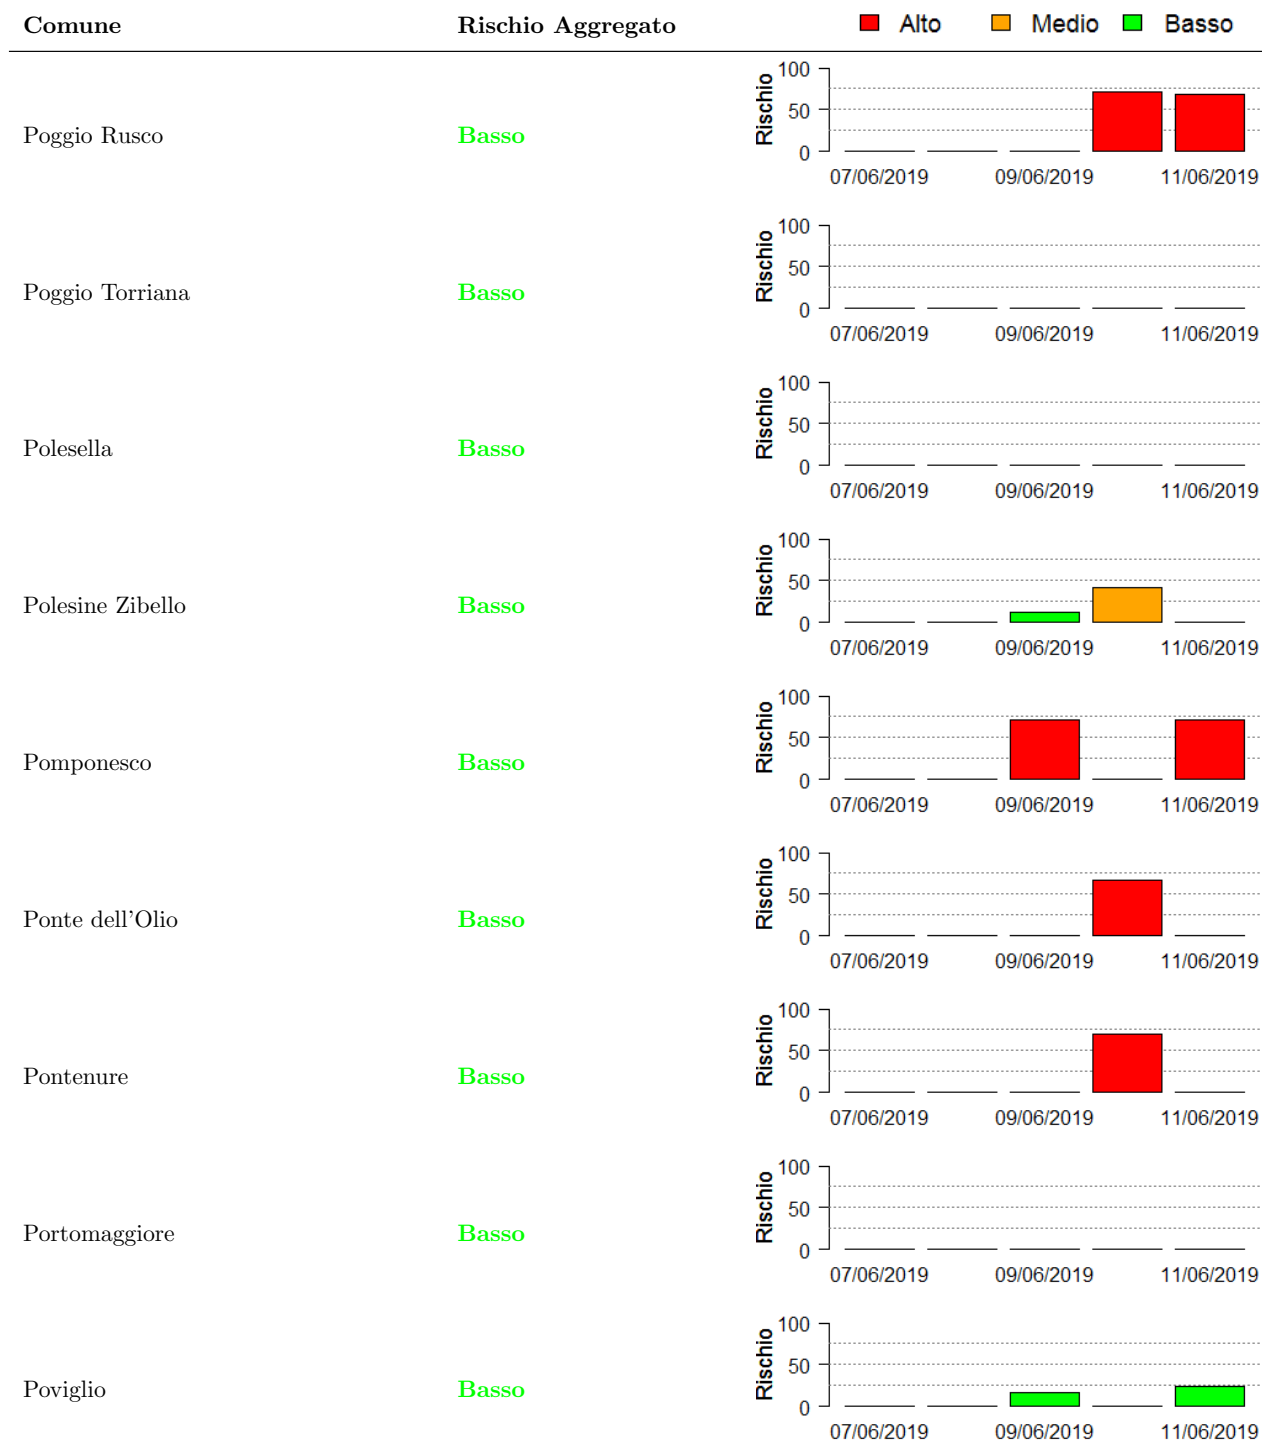 Comune Rischio Aggregato Alto Medio Basso
Poggio Rusco Basso Rischio 100 50 0
07/06/2019 09/06/2019 11/06/2019
Poggio Torriana Basso Rischio 100 50 0
07/06/2019 09/06/2019 11/06/2019
Polesella Basso Rischio 100 50 0
07/06/2019 09/06/2019 11/06/2019
Polesine Zibello Basso Rischio 100 50 0
07/06/2019 09/06/2019 11/06/2019
Pomponesco Basso Rischio 100 50 0
07/06/2019 09/06/2019 11/06/2019
Ponte dell'Olio Basso Rischio 100 50 0
07/06/2019 09/06/2019 11/06/2019
Pontenure Basso Rischio 100 50 0
07/06/2019 09/06/2019 11/06/2019
Portomaggiore Basso Rischio 100 50 0
07/06/2019 09/06/2019 11/06/2019
Poviglio Basso Rischio 100 50 0
07/06/2019 09/06/2019 11/06/2019